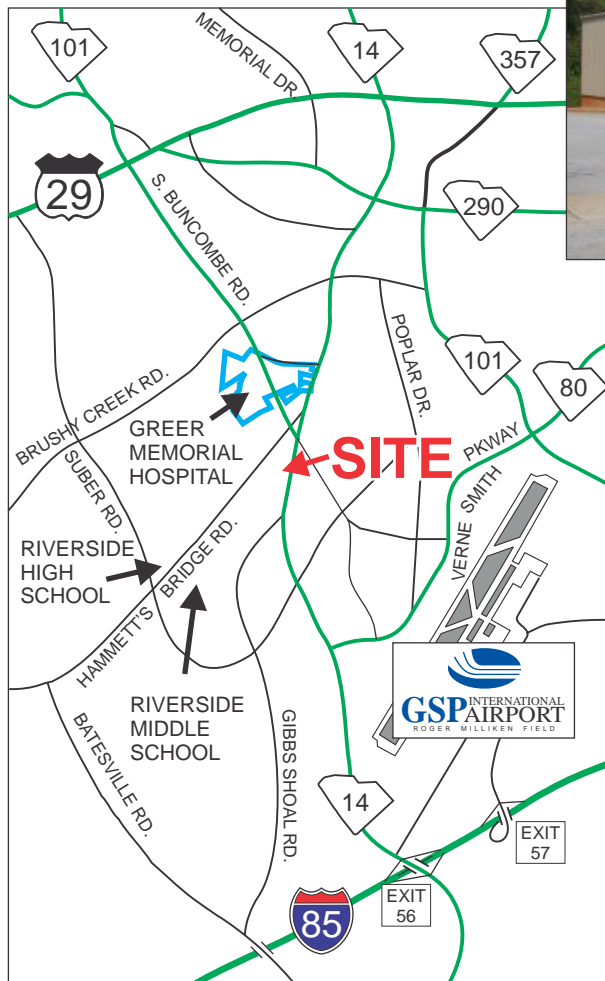 101
14
357
MEMORIAL DR.
29
S. BUNCOMBE RD.
290
POPLAR DR.
101
80
BRUSHY CREEK RD.
GREER
MEMORIAL
HOSPITAL
SITE
PKWAY
VERNE SMITH
SUBER RD.
RIVERSIDE
HIGH
SCHOOL
HAMMETT'S BRIDGE RD.
RIVERSIDE
MIDDLE
SCHOOL
GSP INTERNATIONAL
AIRPORT
ROGER MILLIKEN FIELD
BATESVILLE RD.
GIBBS SHOAL RD.
14
EXIT
57
EXIT
56
85